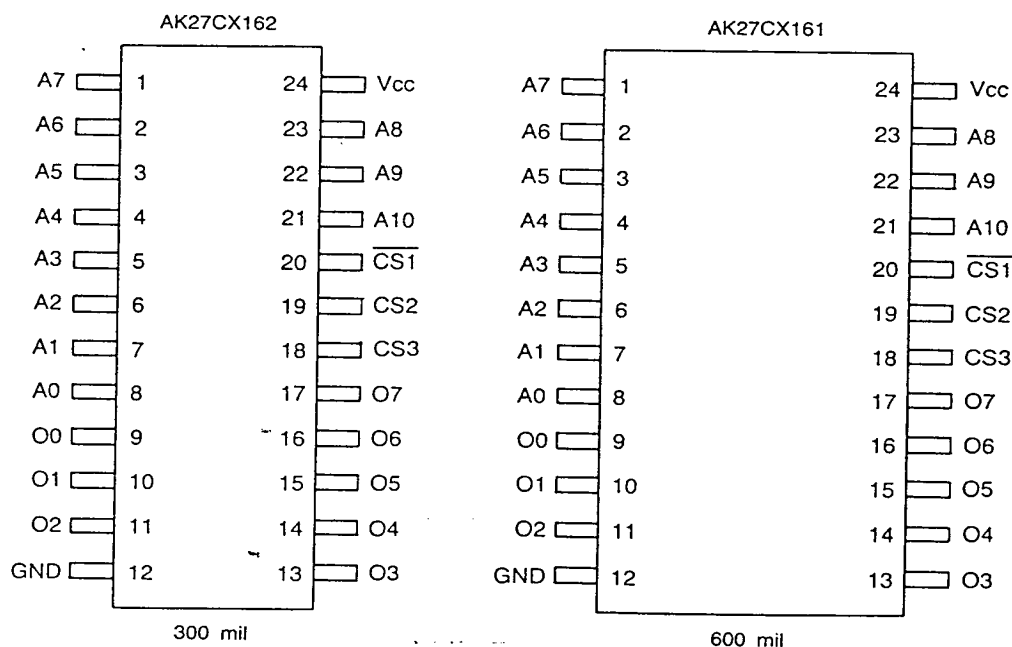 AK27CX162
A7 1 24 Vcc
A6 2 23 A8
A5 3 22 A9
A4 4 21 A10
A3 5 20 C̅S̅1̅
A2 6 19 CS2
A1 7 18 CS3
A0 8 17 O7
O0 9 16 O6
O1 10 15 O5
O2 11 14 O4
GND 12 13 O3
300 mil
AK27CX161
A7 1 24 Vcc
A6 2 23 A8
A5 3 22 A9
A4 4 21 A10
A3 5 20 C̅S̅1̅
A2 6 19 CS2
A1 7 18 CS3
A0 8 17 O7
O0 9 16 O6
O1 10 15 O5
O2 11 14 O4
GND 12 13 O3
600 mil